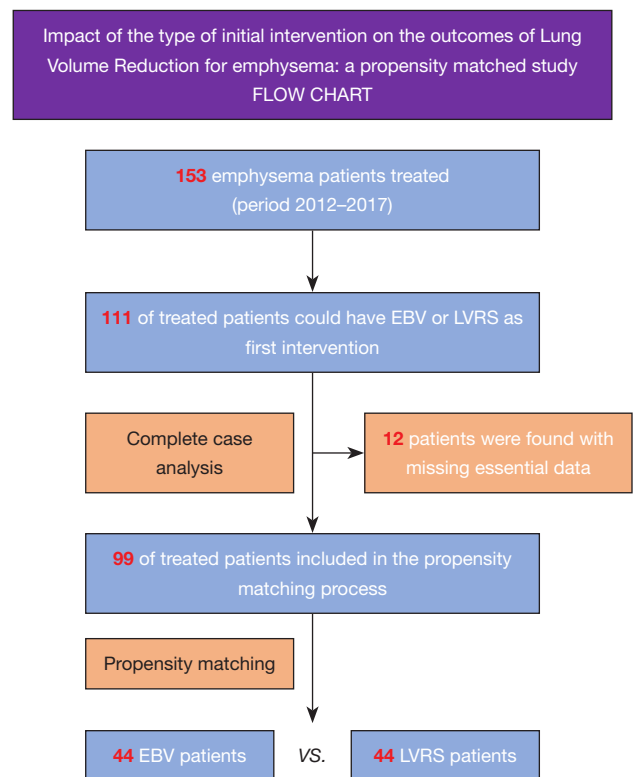 Impact of the type of initial intervention on the outcomes of Lung
Volume Reduction for emphysema: a propensity matched study
FLOW CHART
153 emphysema patients treated
(period 2012–2017)
111 of treated patients could have EBV or LVRS as
first intervention
Complete case
analysis
12 patients were found with
missing essential data
99 of treated patients included in the propensity
matching process
Propensity matching
44 EBV patients
VS.
44 LVRS patients